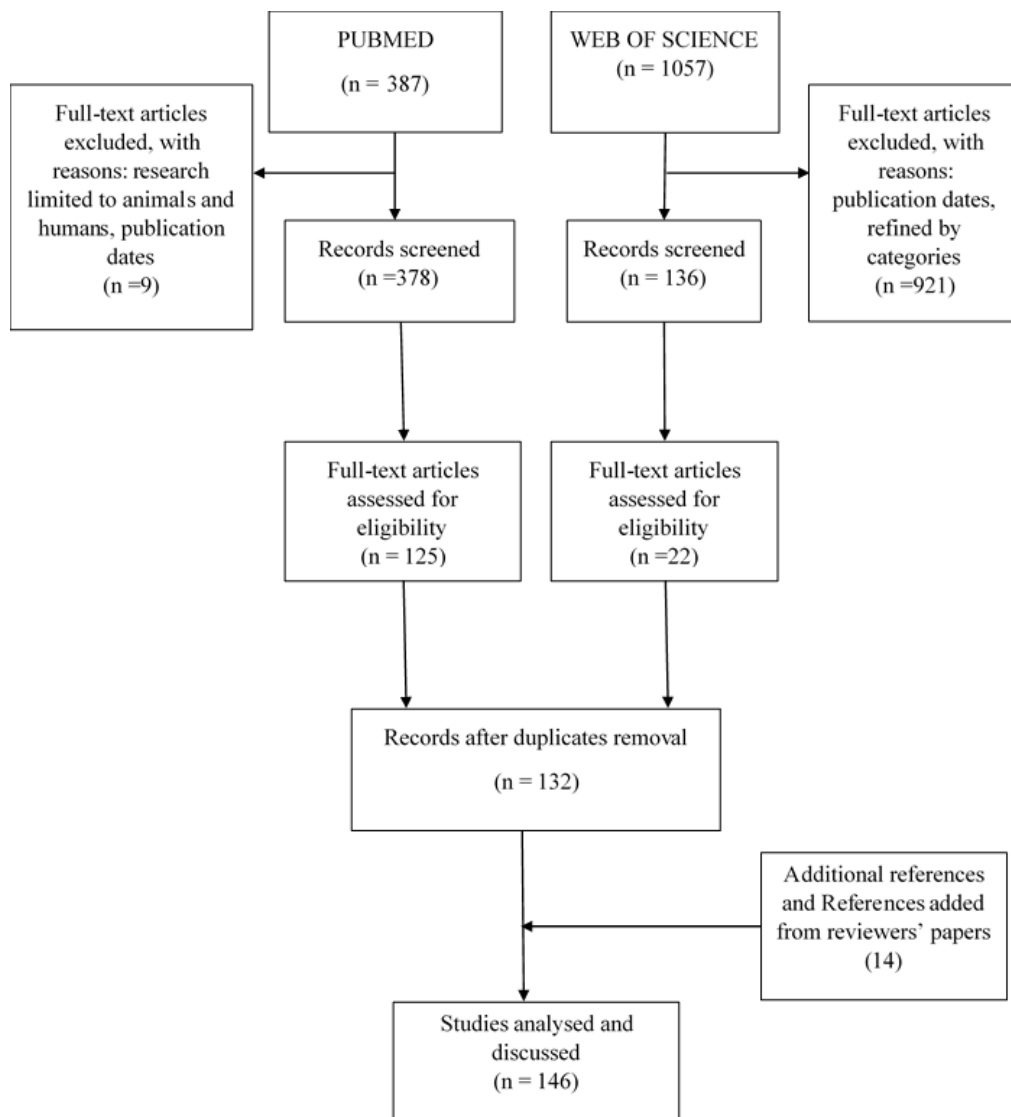 PUBMED
(n = 387)
WEB OF SCIENCE
(n = 1057)
Full-text articles
excluded, with
reasons: research
limited to animals and
humans, publication
dates
(n =9)
Records screened
(n =378)
Records screened
(n = 136)
Full-text articles
excluded, with
reasons:
publication dates,
refined by
categories
(n =921)
Full-text articles
assessed for
eligibility
(n = 125)
Full-text articles
assessed for
eligibility
(n =22)
Records after duplicates removal
(n = 132)
Additional references
and References added
from reviewers’ papers
(14)
Studies analysed and
discussed
(n = 146)